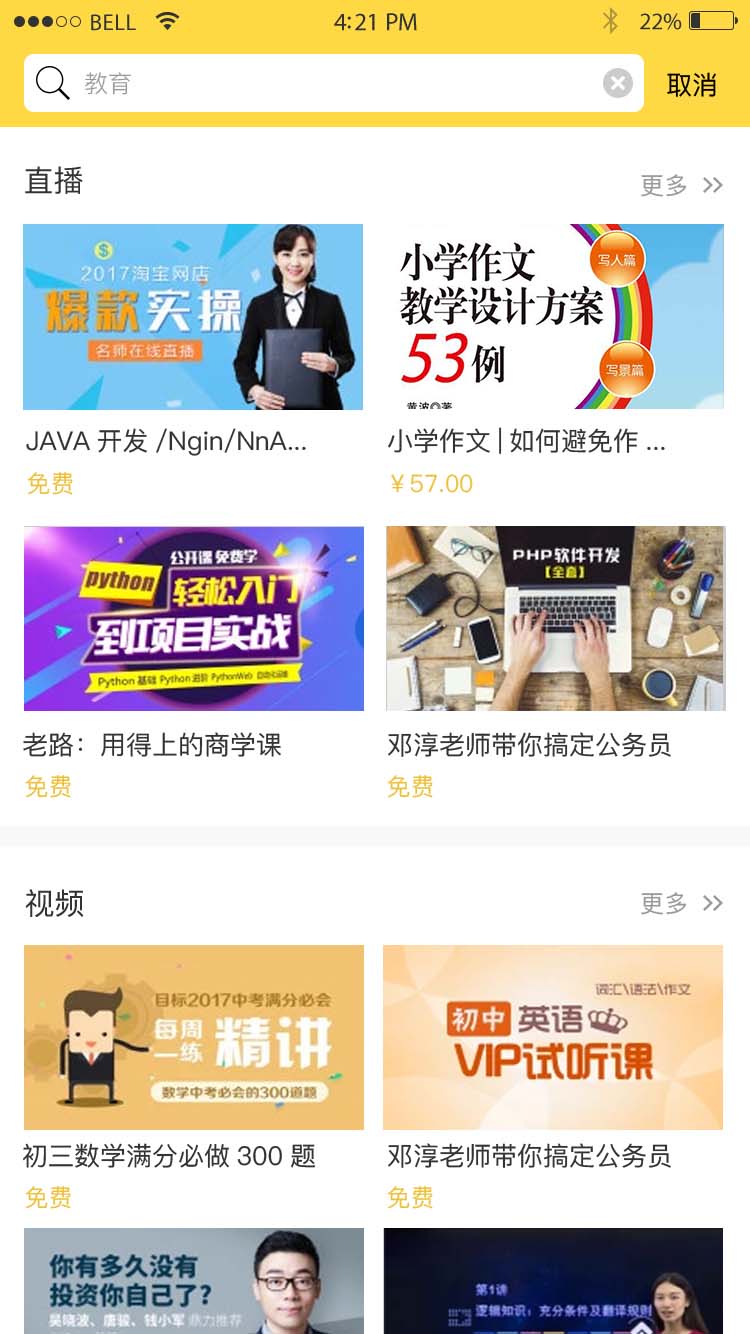 BELL 4:21 PM 22%
教育 取消
直播 更多
2017淘宝网店
爆款实操
名师在线直播
小学作文
教学设计方案
53例
写人篇
写景篇
黄波◎著
JAVA 开发 /Ngin/NnA...
免费
小学作文 | 如何避免作 ...
￥57.00
公开课 免费学
python 轻松入门
到项目实战
Python 基础 Python 进阶 PythonWeb 自动化运维
PHP软件开发
【全套】
老路：用得上的商学课
免费
邓淳老师带你搞定公务员
免费
视频 更多
目标2017中考满分必会
每周一练 精讲
数学中考必会的300道题
词汇\语法\作文
初中 英语
VIP试听课
初三数学满分必做 300 题
免费
邓淳老师带你搞定公务员
免费
你有多久没有
投资你自己了？
吴晓波、唐骏、钱小军 鼎力推荐
第1讲
逻辑知识：充分条件及翻译规则